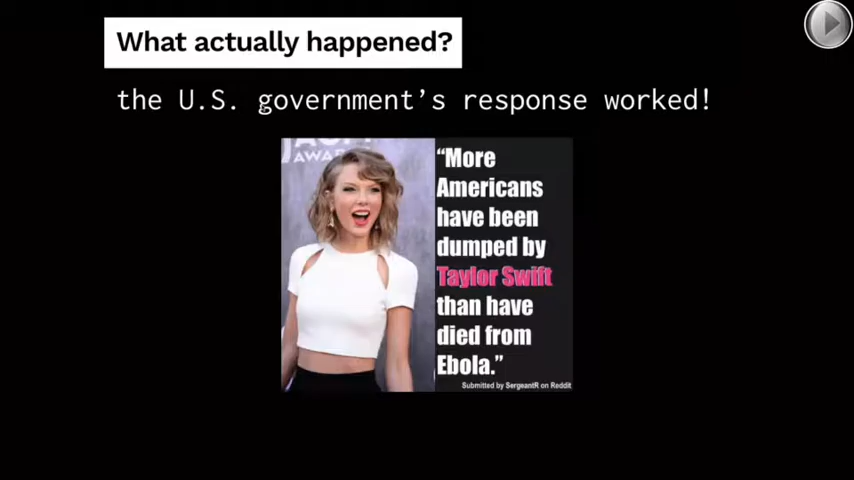 What actually happened?
the U.S. government's response worked!
AWAR
“More
Americans
have been
dumped by
Taylor Swift
than have
died from
Ebola.”
Submitted by SergeantR on Reddit